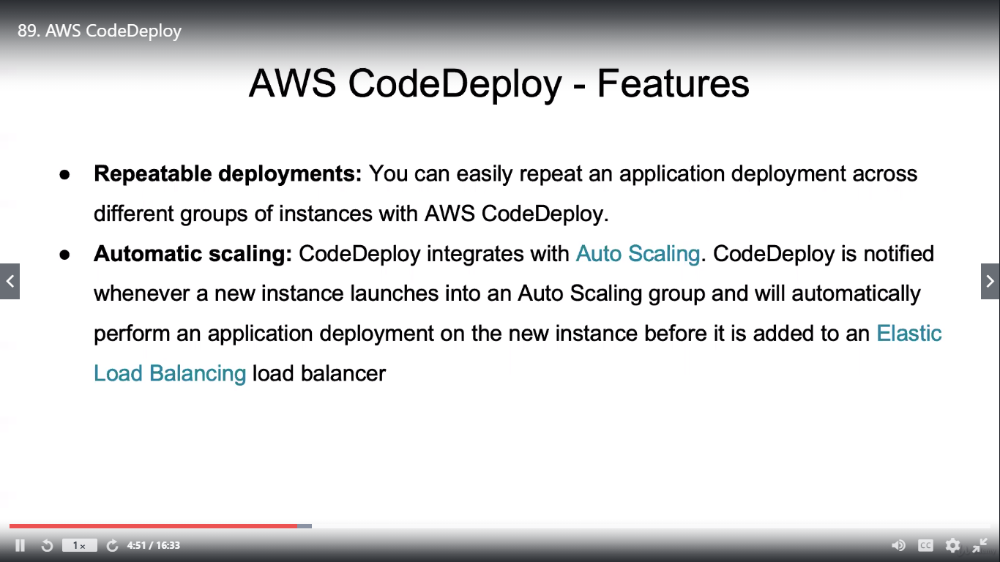 89. AWS CodeDeploy
AWS CodeDeploy - Features
● Repeatable deployments: You can easily repeat an application deployment across
different groups of instances with AWS CodeDeploy.
● Automatic scaling: CodeDeploy integrates with Auto Scaling. CodeDeploy is notified
whenever a new instance launches into an Auto Scaling group and will automatically
perform an application deployment on the new instance before it is added to an Elastic
Load Balancing load balancer
1x 4:51 / 16:33 CC